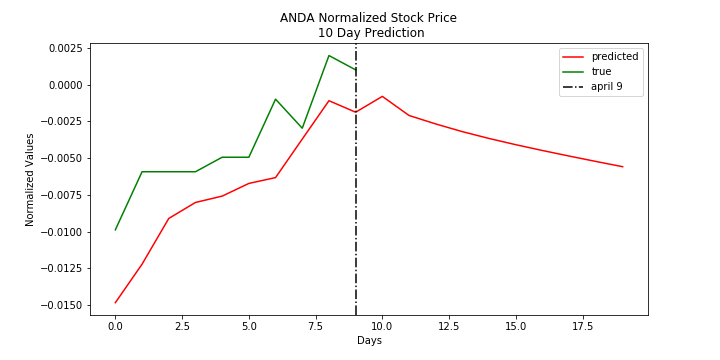 ANDA Normalized Stock Price
10 Day Prediction
Normalized Values
0.0025
0.0000
−0.0025
−0.0050
−0.0075
−0.0100
−0.0125
−0.0150
predicted
true
april 9
0.0 2.5 5.0 7.5 10.0 12.5 15.0 17.5
Days